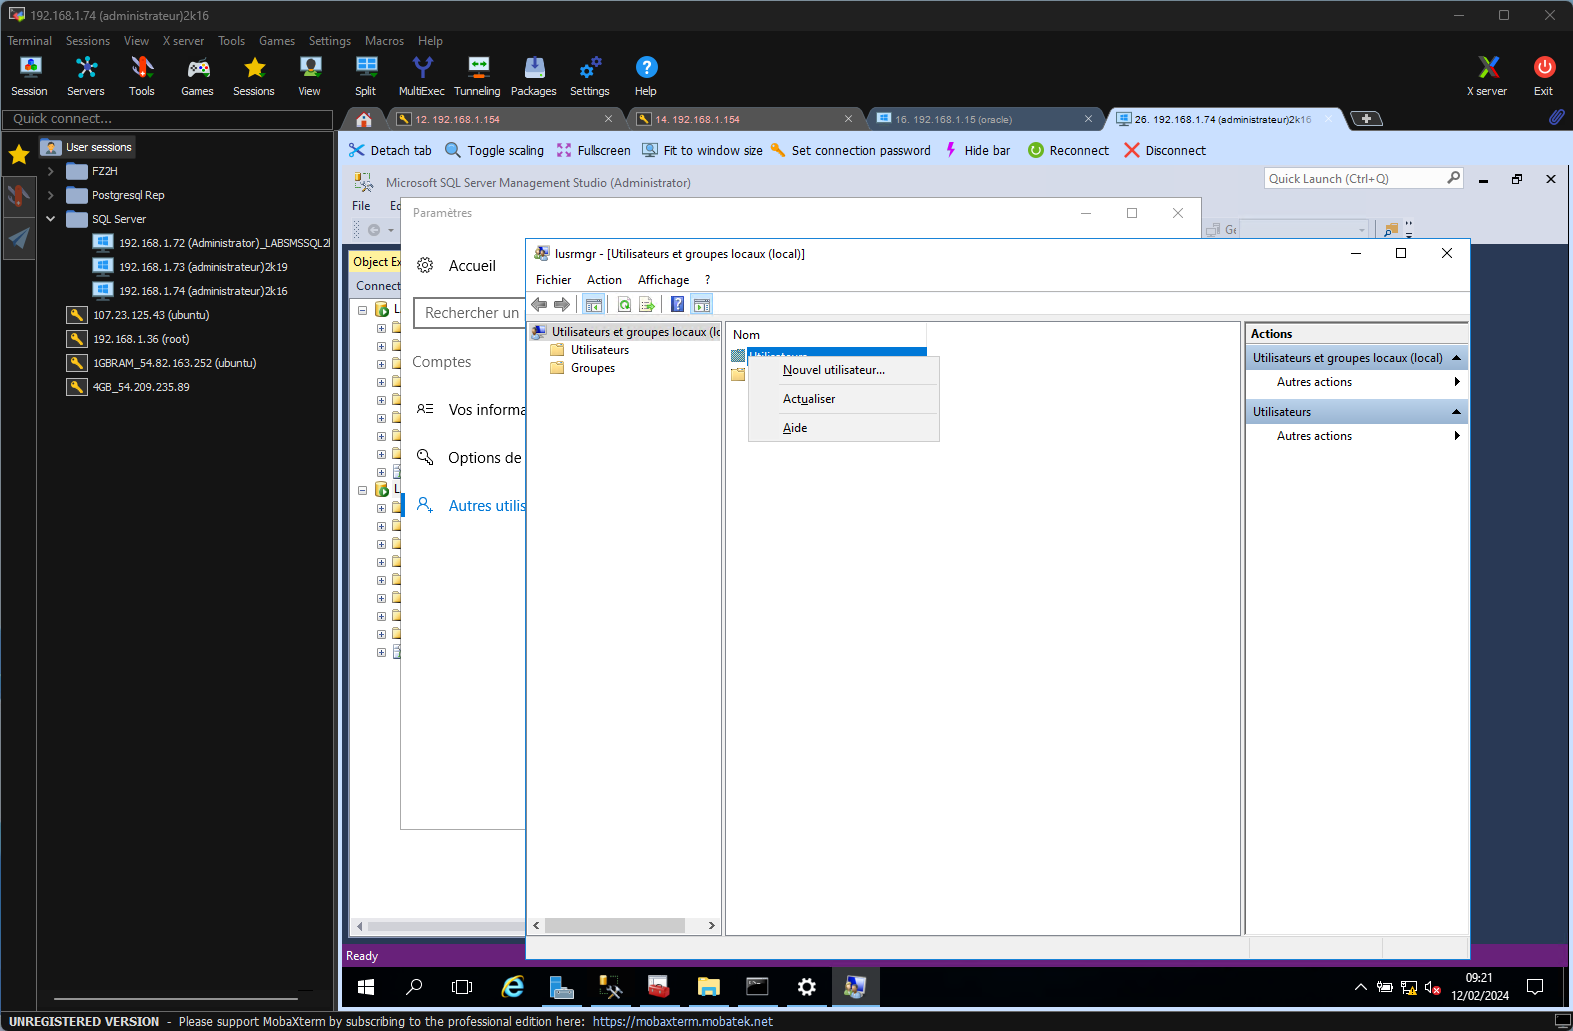 192.168.1.74 (administrateur)2k16
Terminal Sessions View X server Tools Games Settings Macros Help
Session Servers Tools Games Sessions View Split MultiExec Tunneling Packages Settings Help X server Exit
Quick connect...
12. 192.168.1.154
14. 192.168.1.154
16. 192.168.1.15 (oracle)
26. 192.168.1.74 (administrateur)2k16
Detach tab Toggle scaling Fullscreen Fit to window size Set connection password Hide bar Reconnect Disconnect
User sessions
FZ2H
Postgresql Rep
SQL Server
192.168.1.72 (Administrator)_LABSMSSQL2
192.168.1.73 (administrateur)2k19
192.168.1.74 (administrateur)2k16
107.23.125.43 (ubuntu)
192.168.1.36 (root)
1GBRAM_54.82.163.252 (ubuntu)
4GB_54.209.235.89
Microsoft SQL Server Management Studio (Administrator)
Quick Launch (Ctrl+Q)
File Ed
Ge
Object Ex
Connect
L
L
Paramètres
Accueil
Rechercher un
Comptes
Vos informa
Options de
Autres utilis
lusrmgr - [Utilisateurs et groupes locaux (local)]
Fichier Action Affichage ?
Utilisateurs et groupes locaux (lo
Utilisateurs
Groupes
Nom
Utilisateurs
Nouvel utilisateur...
Actualiser
Aide
Actions
Utilisateurs et groupes locaux (local)
Autres actions
Utilisateurs
Autres actions
Ready
09:21
12/02/2024
UNREGISTERED VERSION - Please support MobaXterm by subscribing to the professional edition here: https://mobaxterm.mobatek.net